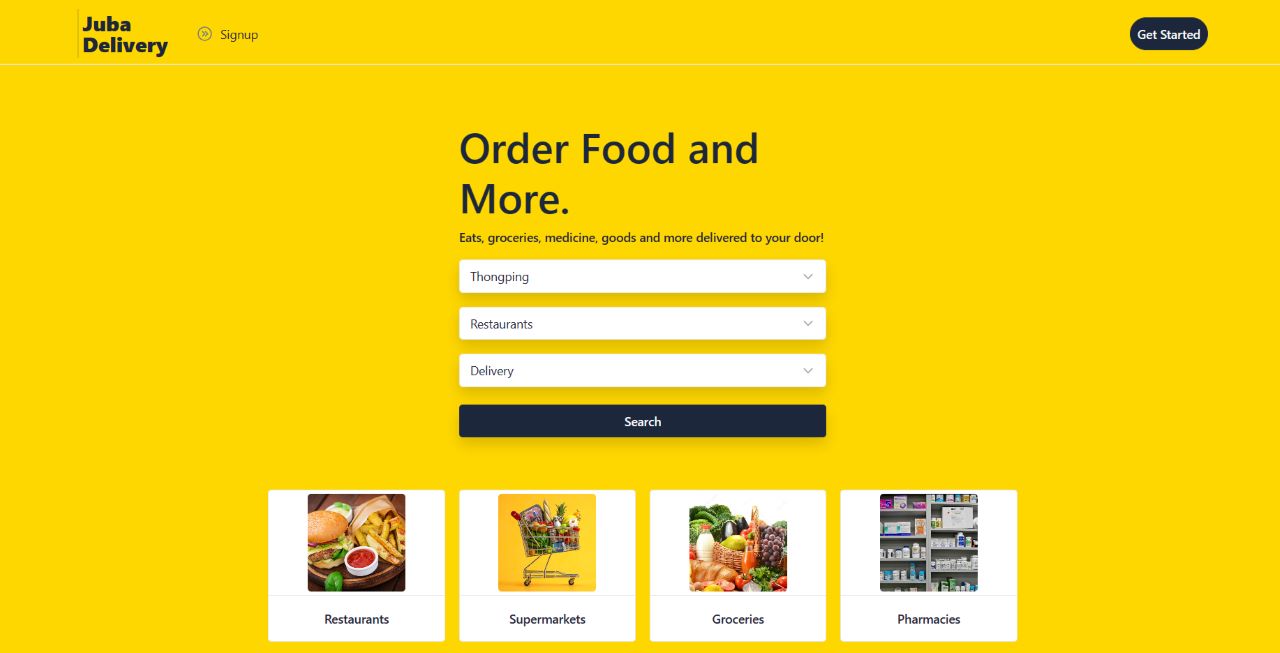 Juba
Delivery
Signup
Get Started
Order Food and
More.
Eats, groceries, medicine, goods and more delivered to your door!
Thongping
Restaurants
Delivery
Search
Restaurants
Supermarkets
Groceries
Pharmacies